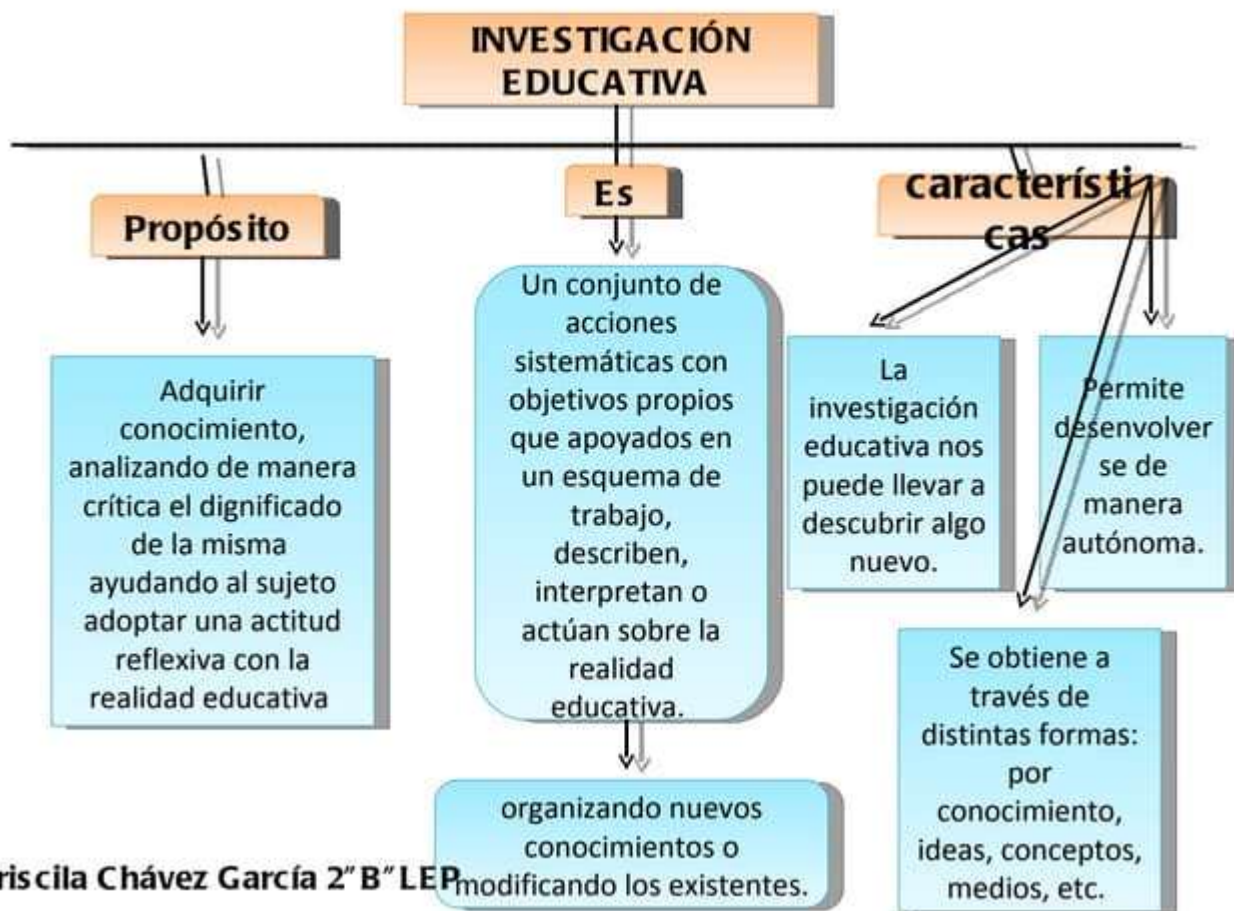 INVESTIGACIÓN
EDUCATIVA
Propósito
Adquirir
conocimiento,
analizando de manera
crítica el dignificado
de la misma
ayudando al sujeto
adoptar una actitud
reflexiva con la
realidad educativa
Es
Un conjunto de
acciones
sistemáticas con
objetivos propios
que apoyados en
un esquema de
trabajo,
describen,
interpretan o
actúan sobre la
realidad
educativa.
organizando nuevos
conocimientos o
modificando los existentes.
característi
cas
La
investigación
educativa nos
puede llevar a
descubrir algo
nuevo.
Permite
desenvolver
se de
manera
autónoma.
Se obtiene a
través de
distintas formas:
por
conocimiento,
ideas, conceptos,
medios, etc.
riscila Chávez García 2"B"LEP